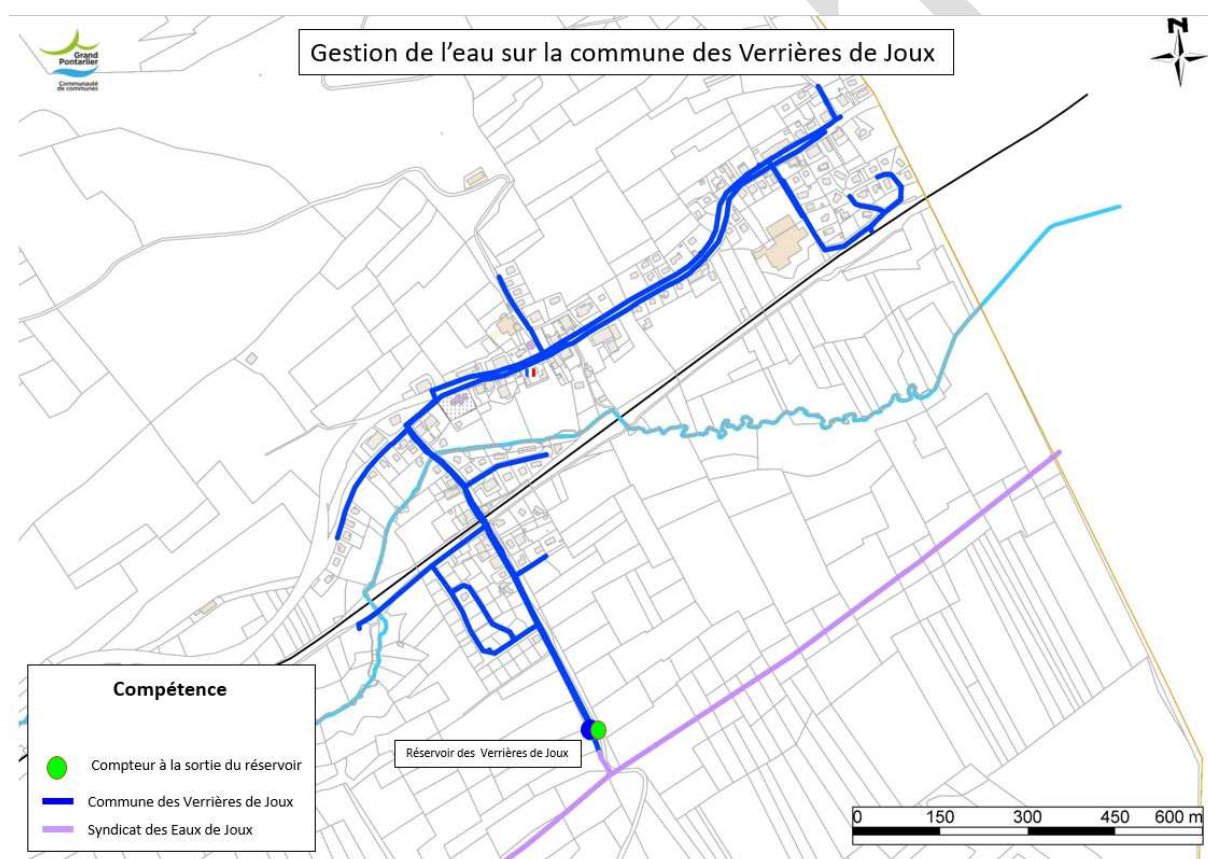 Grand
Pontarlier
Communauté
de communes
Gestion de l'eau sur la commune des Verrières de Joux
N
Réservoir des Verrières de Joux
Compétence
Compteur à la sortie du réservoir
Commune des Verrières de Joux
Syndicat des Eaux de Joux
0 150 300 450 600 m